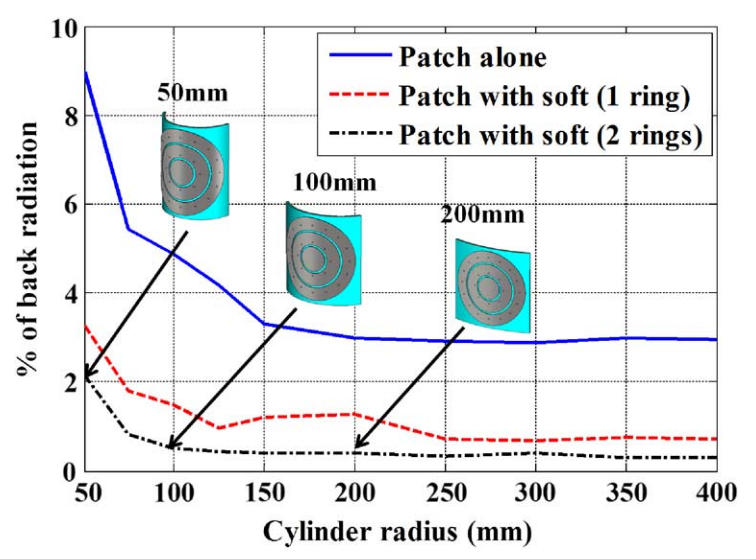 10
8
6
4
2
0
% of back radiation
Patch alone
Patch with soft (1 ring)
Patch with soft (2 rings)
50mm
100mm
200mm
50 100 150 200 250 300 350 400
Cylinder radius (mm)